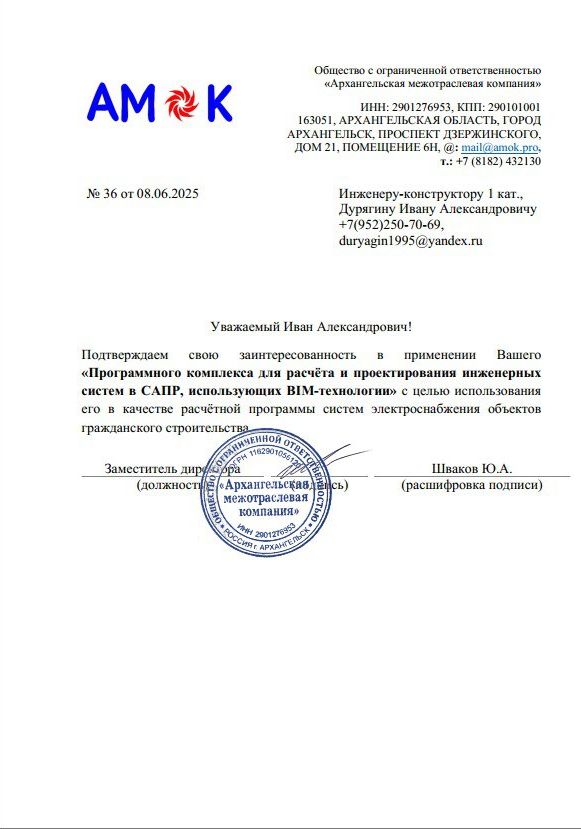 АМОК
Общество с ограниченной ответственностью
«Архангельская межотраслевая компания»
ИНН: 2901276953, КПП: 290101001
163051, АРХАНГЕЛЬСКАЯ ОБЛАСТЬ, ГОРОД
АРХАНГЕЛЬСК, ПРОСПЕКТ ДЗЕРЖИНСКОГО,
ДОМ 21, ПОМЕЩЕНИЕ 6Н, @: mail@amok.pro,
т.: +7 (8182) 432130
№ 36 от 08.06.2025
Инженеру-конструктору 1 кат.,
Дурягину Ивану Александровичу
+7(952)250-70-69,
duryagin1995@yandex.ru
Уважаемый Иван Александрович!
Подтверждаем свою заинтересованность в применении Вашего
«Программного комплекса для расчёта и проектирования инженерных
систем в САПР, использующих BIM-технологии» с целью использования
его в качестве расчётной программы систем электроснабжения объектов
гражданского строительства.
Заместитель директора
Шваков Ю.А.
(должность)
(подпись)
(расшифровка подписи)
ОБЩЕСТВО С ОГРАНИЧЕННОЙ ОТВЕТСТВЕННОСТЬЮ
ОГРН
«Архангельская
межотраслевая
компания»
ИНН 2901276953
РОССИЯ г. АРХАНГЕЛЬСК